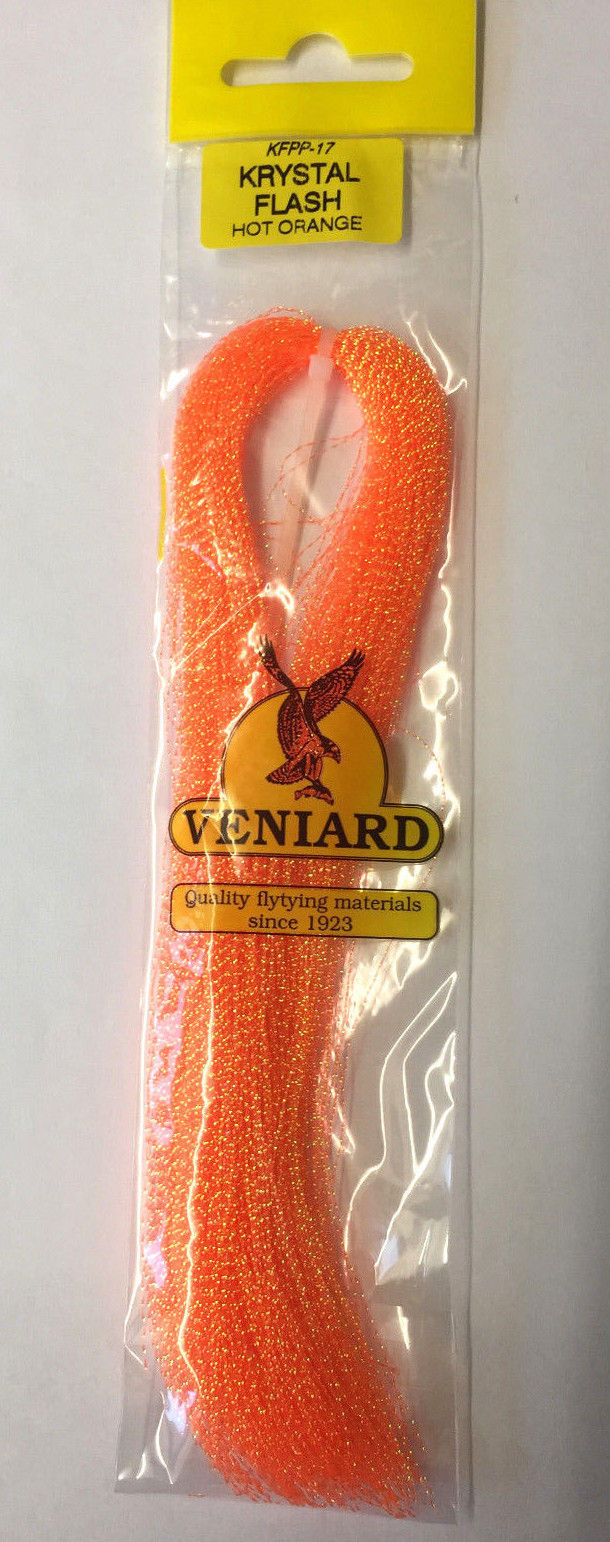 KFPP-17
KRYSTAL
FLASH
HOT ORANGE
VENIARD
Quality flytying materials
since 1923